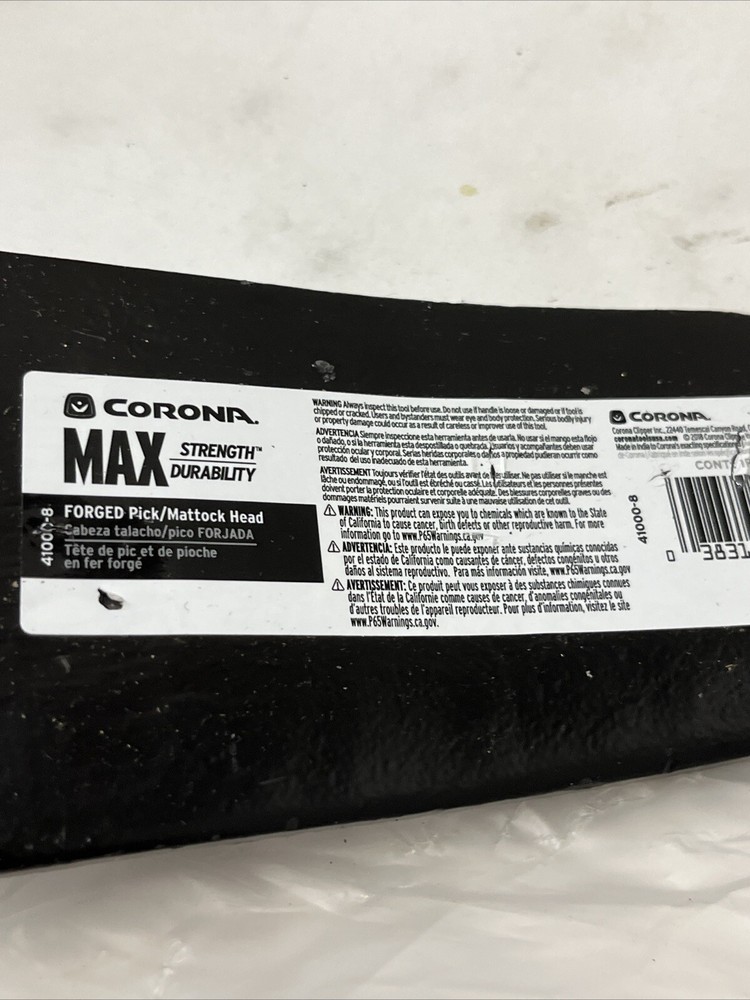 CORONA.
MAX STRENGTH™
DURABILITY
41000-8
FORGED Pick/Mattock Head
Cabeza talacho/pico FORJADA
Tête de pic et de pioche
en fer forgé
WARNING Always inspect this tool before use. Do not use if handle is loose or damaged or if tool is
chipped or cracked. Users and bystanders must wear eye and body protection. Serious bodily injury
or property damage could occur as a result of careless or improper use of this tool.
ADVERTENCIA Siempre inspeccione esta herramienta antes de usarla. No usar si el mango esta flojo
o dañado, o si la herramienta esta despostillada o quebrada. Usuarios y acompañantes deben usar
protección ocular y corporal. Serias heridas corporales o daños a propiedad pudieran ocurrir como
resultado del uso inadecuado de esta herramienta.
AVERTISSEMENT Toujours vérifier l'état des outils avant de les utiliser, ne pas utiliser si le manche est
lâche ou endommagé, ou si l'outil est ébréché ou cassé. Les utilisateurs et les personnes présentes
doivent porter la protection oculaire et corporelle adéquate. Des blessures corporelles graves ou des
dommages matériels pourraient survenir suite à une mauvaise utilisation de cet outil.
⚠ WARNING: This product can expose you to chemicals which are known to the State
of California to cause cancer, birth defects or other reproductive harm. For more
information go to www.P65Warnings.ca.gov
⚠ ADVERTENCIA: Este producto le puede exponer ante sustancias químicas conocidas
por el estado de California como causantes de cáncer, defectos congénitos u otros
daños al sistema reproductivo. Para más información, visite www.P65Warnings.ca.gov
⚠ AVERTISSEMENT: Ce produit peut vous exposer à des substances chimiques connues
dans l'État de la Californie comme causes de cancer, d'anomalies congénitales ou
d'autres troubles de l'appareil reproducteur. Pour plus d'information, visitez le site
www.P65Warnings.ca.gov.
41000-8
CORONA.
Corona Clipper Inc., 22440 Temescal Canyon Road,
coronatoolsusa.com © 2018 Corona Clipper
Made in India to Corona's exacting
0 3831